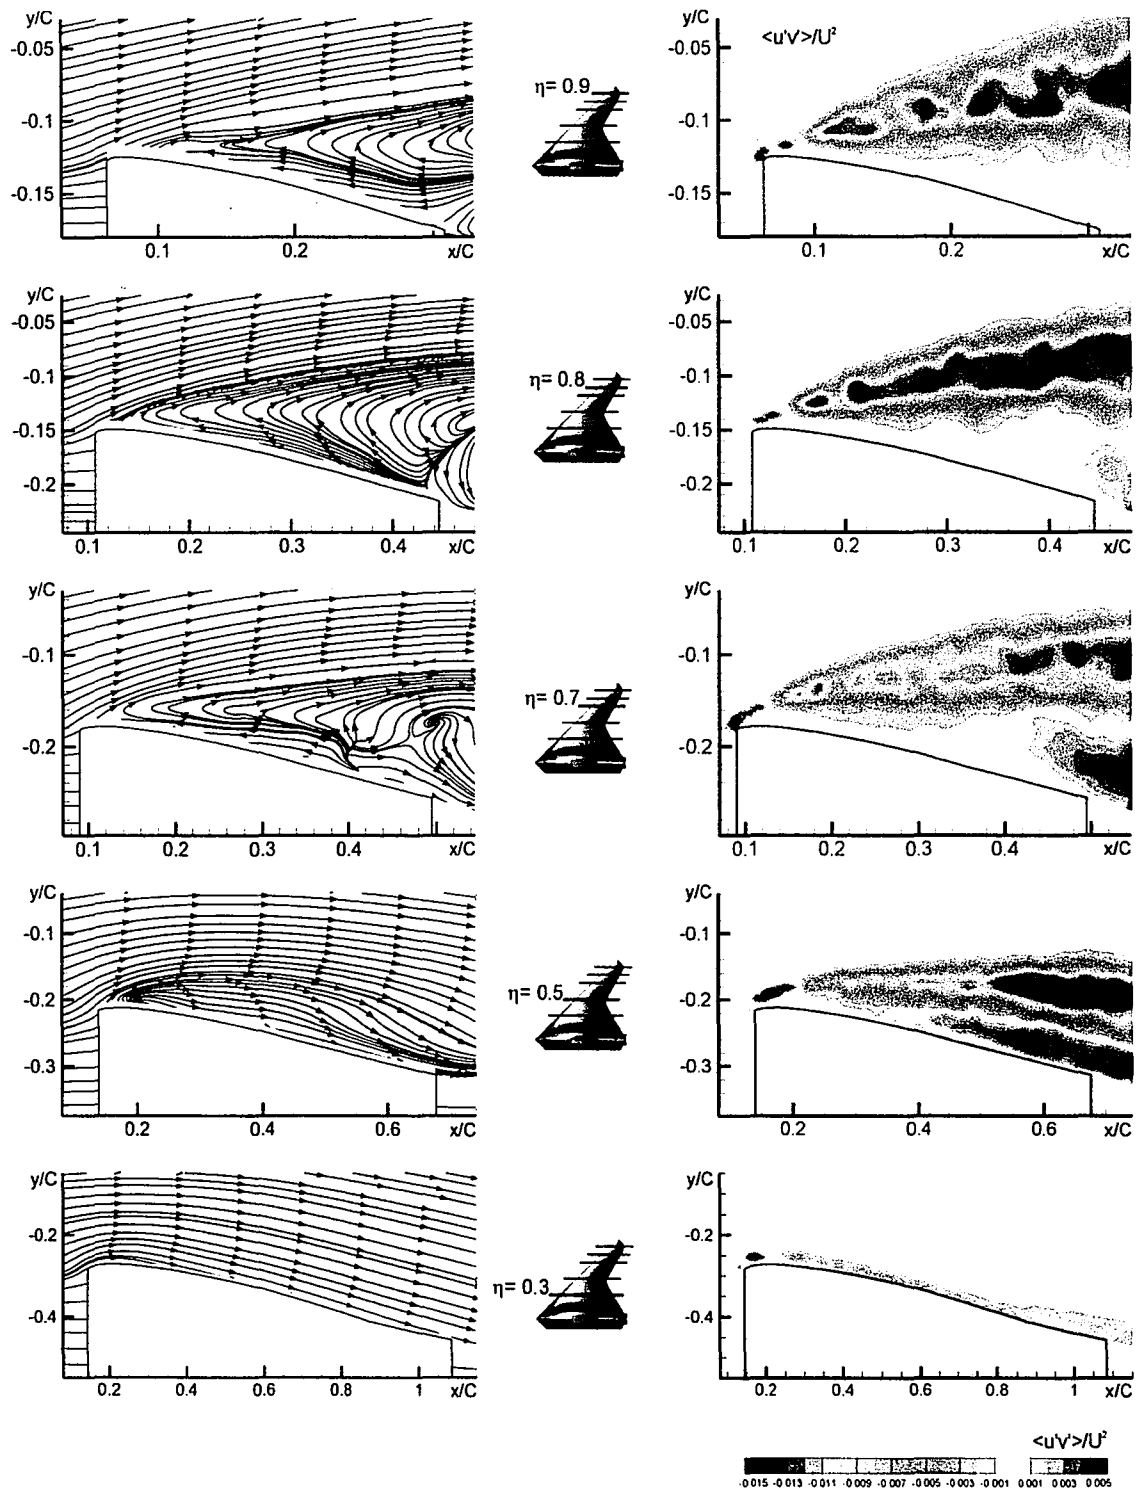 y/C
-0.05
-0.1
-0.15
0.1
0.2
x/C
η= 0.9
y/C
<u'v'>/U²
-0.05
-0.1
-0.15
0.1
0.2
x/C
y/C
-0.05
-0.1
-0.15
-0.2
0.1
0.2
0.3
0.4
x/C
η= 0.8
y/C
-0.05
-0.1
-0.15
-0.2
0.1
0.2
0.3
0.4
x/C
y/C
-0.1
-0.2
0.1
0.2
0.3
0.4
x/C
η= 0.7
y/C
-0.1
-0.2
0.1
0.2
0.3
0.4
x/C
y/C
-0.1
-0.2
-0.3
0.2
0.4
0.6
x/C
η= 0.5
y/C
-0.1
-0.2
-0.3
0.2
0.4
0.6
x/C
y/C
-0.2
-0.4
0.2
0.4
0.6
0.8
1
x/C
η= 0.3
y/C
-0.2
-0.4
0.2
0.4
0.6
0.8
1
x/C
<u'v'>/U²
-0.015 -0.013 -0.011 -0.009 -0.007 -0.005 -0.003 -0.001 0.001 0.003 0.005